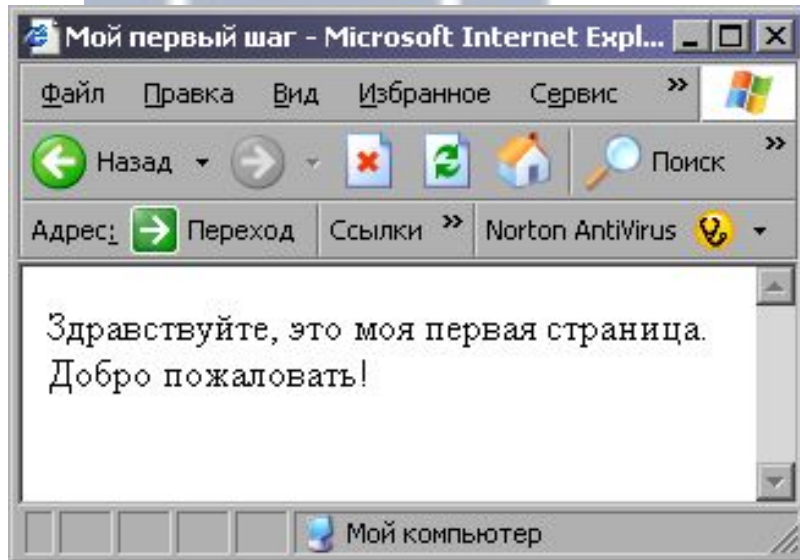 Мой первый шаг - Microsoft Internet Expl...
Файл Правка Вид Избранное Сервис »
Назад Поиск »
Адрес: Переход Ссылки » Norton AntiVirus
Здравствуйте, это моя первая страница.
Добро пожаловать!
Мой компьютер